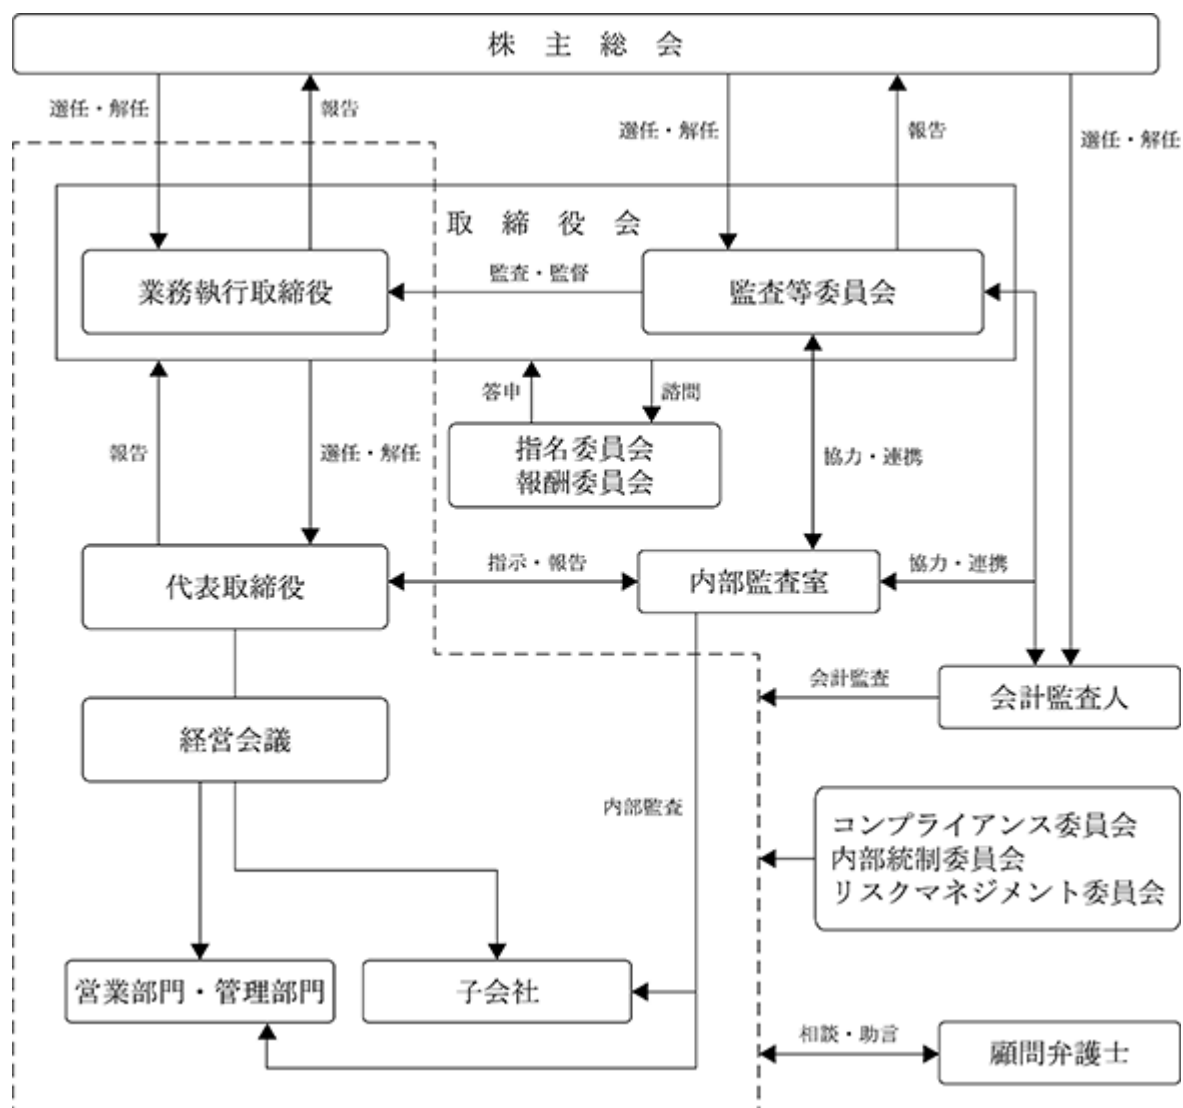 株主総会
選任・解任
報告
選任・解任
報告
選任・解任
取締役会
業務執行取締役
監査・監督
監査等委員会
答申
諮問
指名委員会
報酬委員会
報告
選任・解任
協力・連携
代表取締役
指示・報告
内部監査室
協力・連携
会計監査
会計監査人
経営会議
内部監査
コンプライアンス委員会
内部統制委員会
リスクマネジメント委員会
営業部門・管理部門
子会社
相談・助言
顧問弁護士